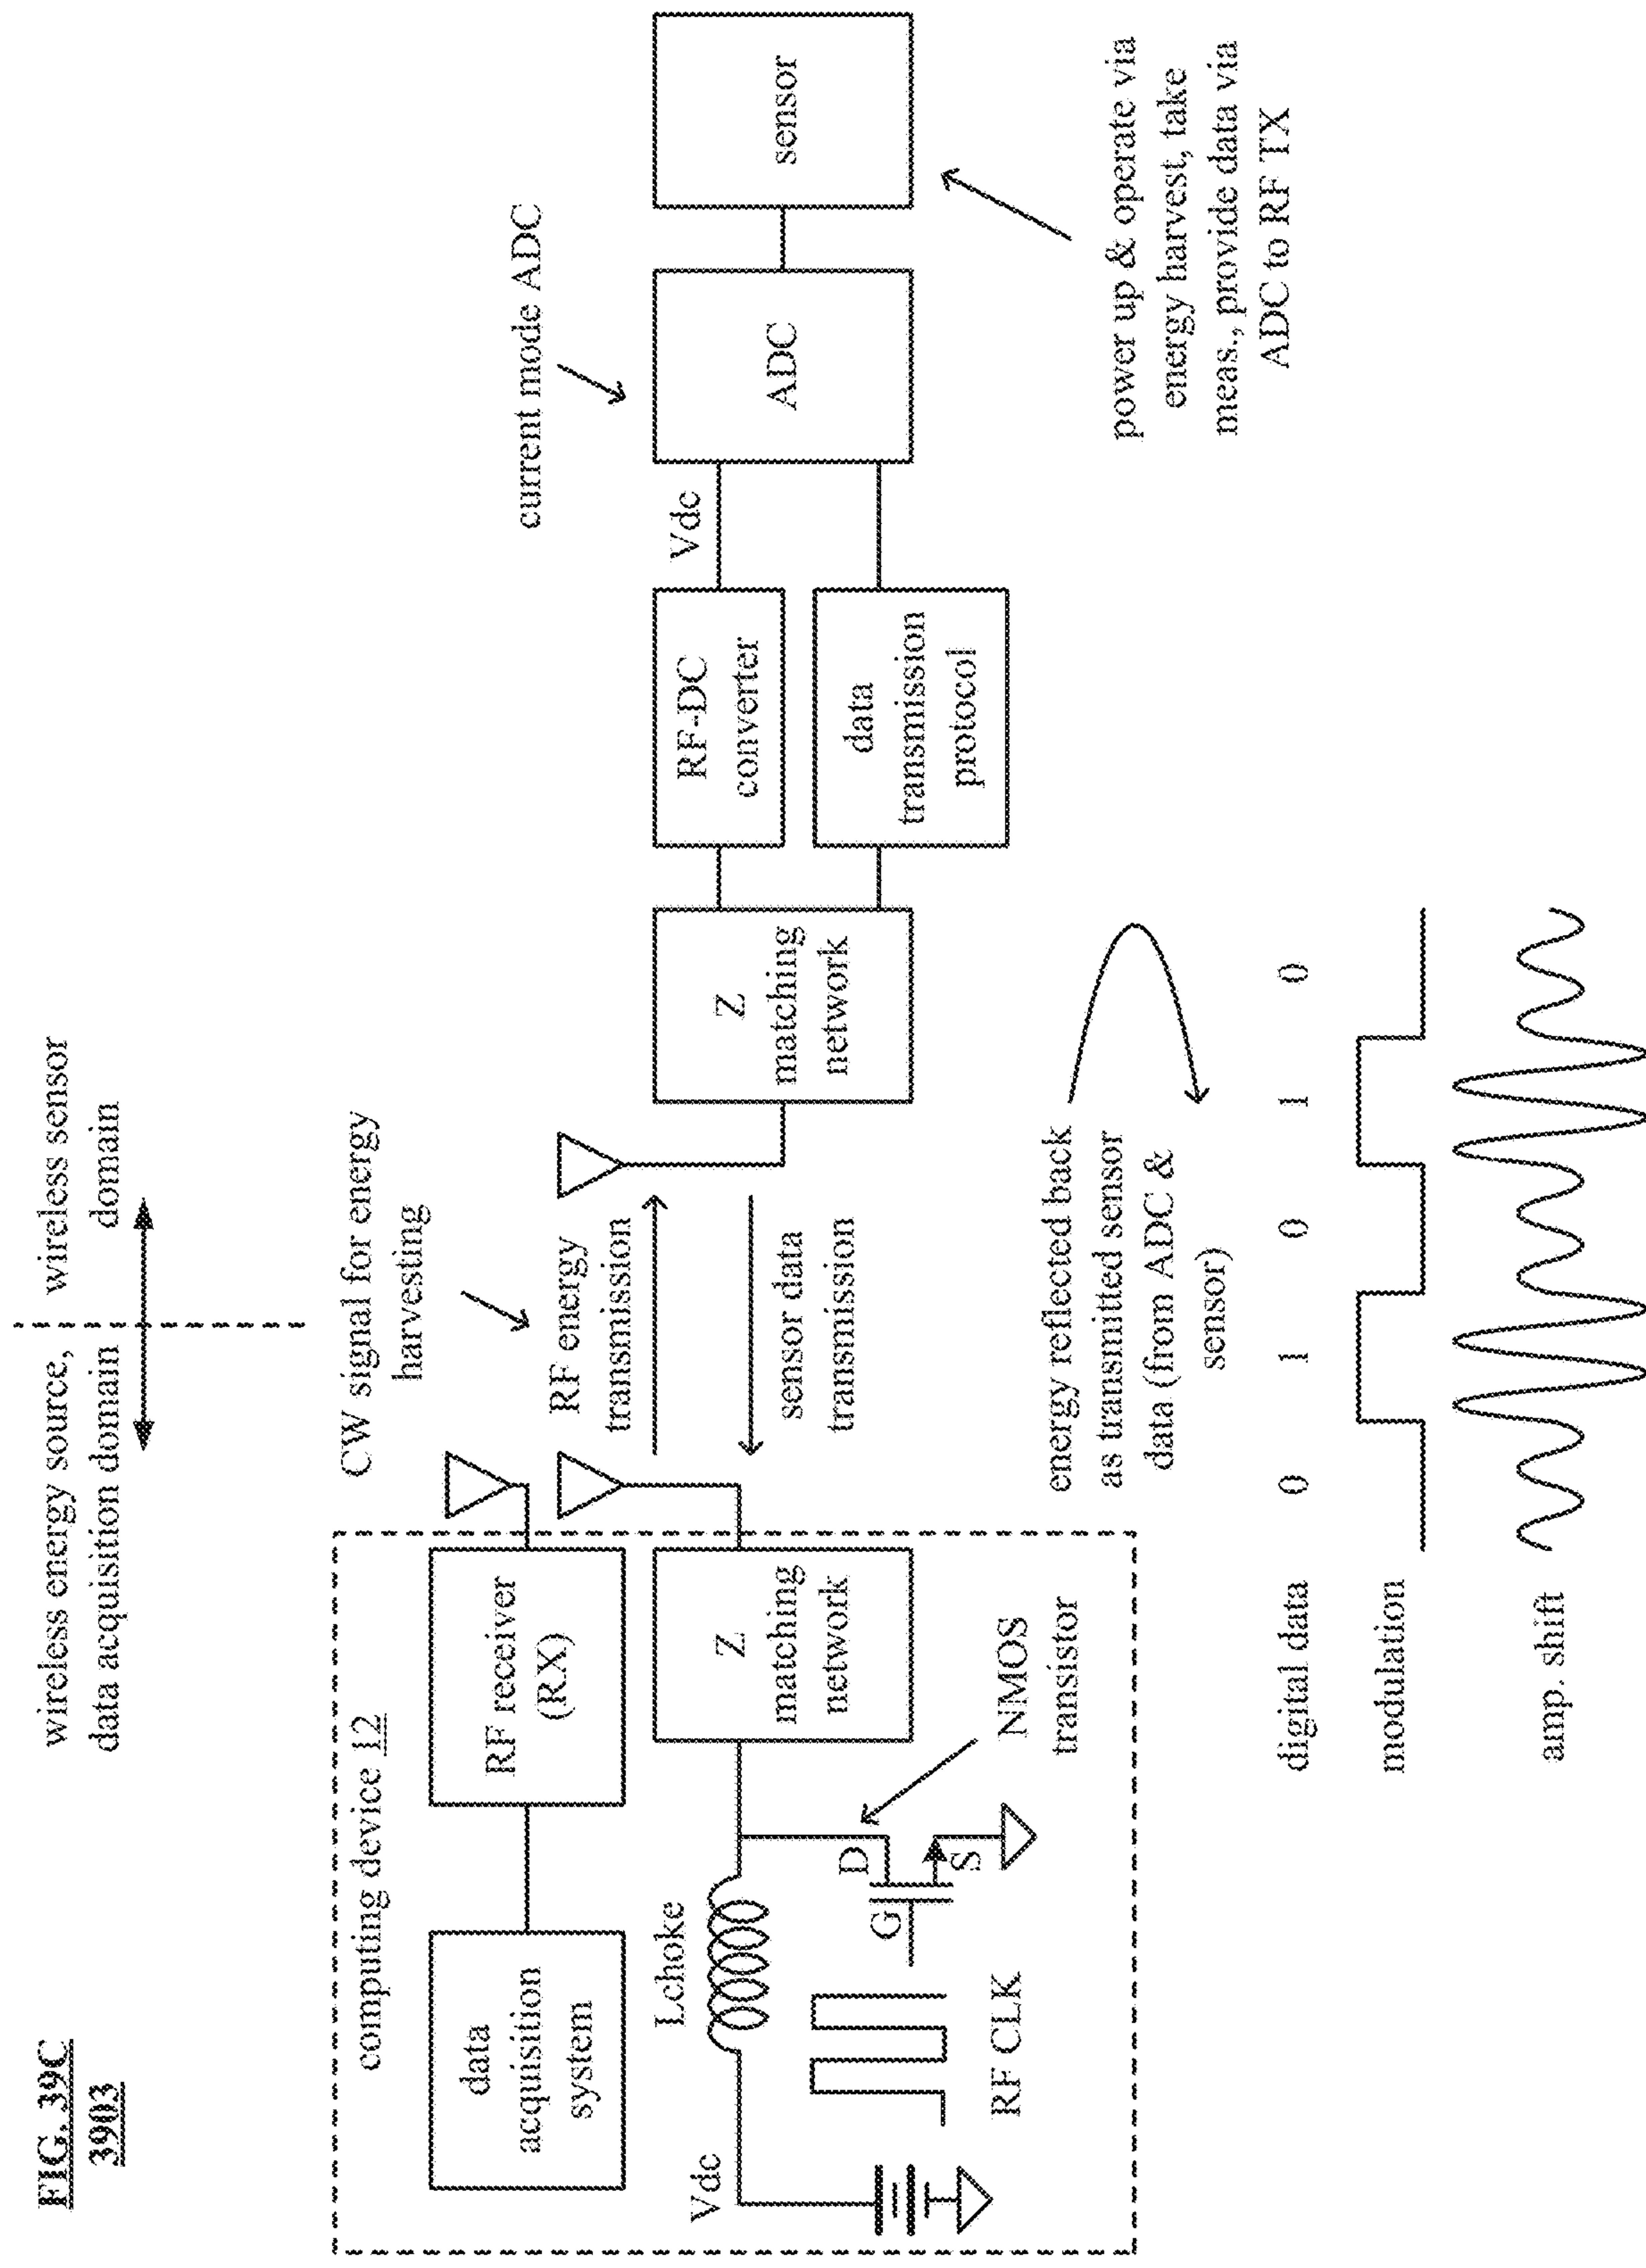 FIG. 39C
3903
wireless energy source,
data acquisition domain
wireless sensor
domain
computing device 12
data
acquisition
system
RF receiver
(RX)
CW signal for energy
harvesting
RF energy
transmission
sensor data
transmission
Vdc
Lchoke
RF CLK
G
D
S
NMOS
transistor
Z
matching
network
Z
matching
network
RF-DC
converter
data
transmission
protocol
Vdc
current mode ADC
ADC
sensor
power up & operate via
energy harvest, take
meas., provide data via
ADC to RF TX
energy reflected back
as transmitted sensor
data (from ADC &
sensor)
digital data 0 1 0 1 0
modulation
amp. shift